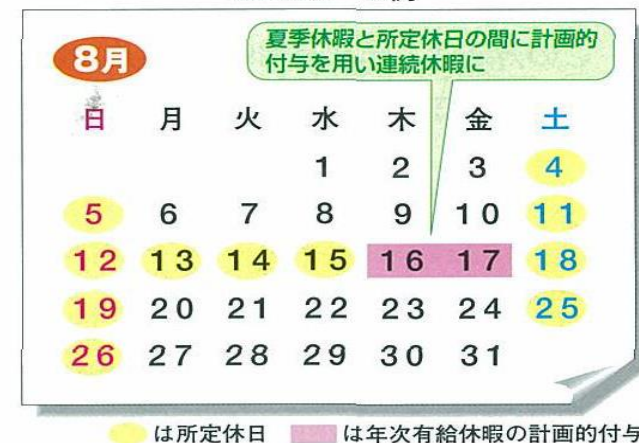 夏季休暇と所定休日の間に計画的
付与を用い連続休暇に
8月
日 月 火 水 木 金 土
1 2 3 4
5 6 7 8 9 10 11
12 13 14 15 16 17 18
19 20 21 22 23 24 25
26 27 28 29 30 31
は所定休日 は年次有給休暇の計画的付与